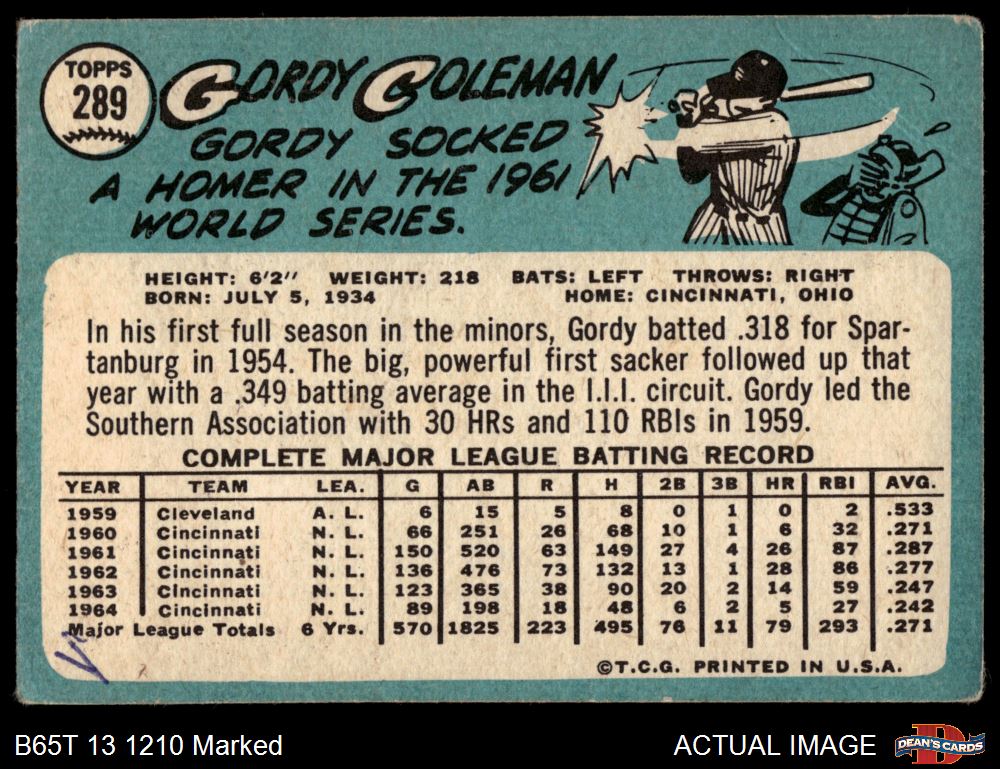 TOPPS
289
GORDY COLEMAN
GORDY SOCKED
A HOMER IN THE 1961
WORLD SERIES.
HEIGHT: 6'2" WEIGHT: 218 BATS: LEFT THROWS: RIGHT
BORN: JULY 5, 1934 HOME: CINCINNATI, OHIO
In his first full season in the minors, Gordy batted .318 for Spar-
tanburg in 1954. The big, powerful first sacker followed up that
year with a .349 batting average in the I.I.I. circuit. Gordy led the
Southern Association with 30 HRs and 110 RBIs in 1959.
COMPLETE MAJOR LEAGUE BATTING RECORD
YEAR TEAM LEA. G AB R H 2B 3B HR RBI AVG.
1959 Cleveland A. L. 6 15 5 8 0 1 0 2 .533
1960 Cincinnati N. L. 66 251 26 68 10 1 6 32 .271
1961 Cincinnati N. L. 150 520 63 149 27 4 26 87 .287
1962 Cincinnati N. L. 136 476 73 132 13 1 28 86 .277
1963 Cincinnati N. L. 123 365 38 90 20 2 14 59 .247
1964 Cincinnati N. L. 89 198 18 48 6 2 5 27 .242
Major League Totals 6 Yrs. 570 1825 223 495 76 11 79 293 .271
©T.C.G. PRINTED IN U.S.A.
B65T 13 1210 Marked
ACTUAL IMAGE
D
DEAN'S CARDS